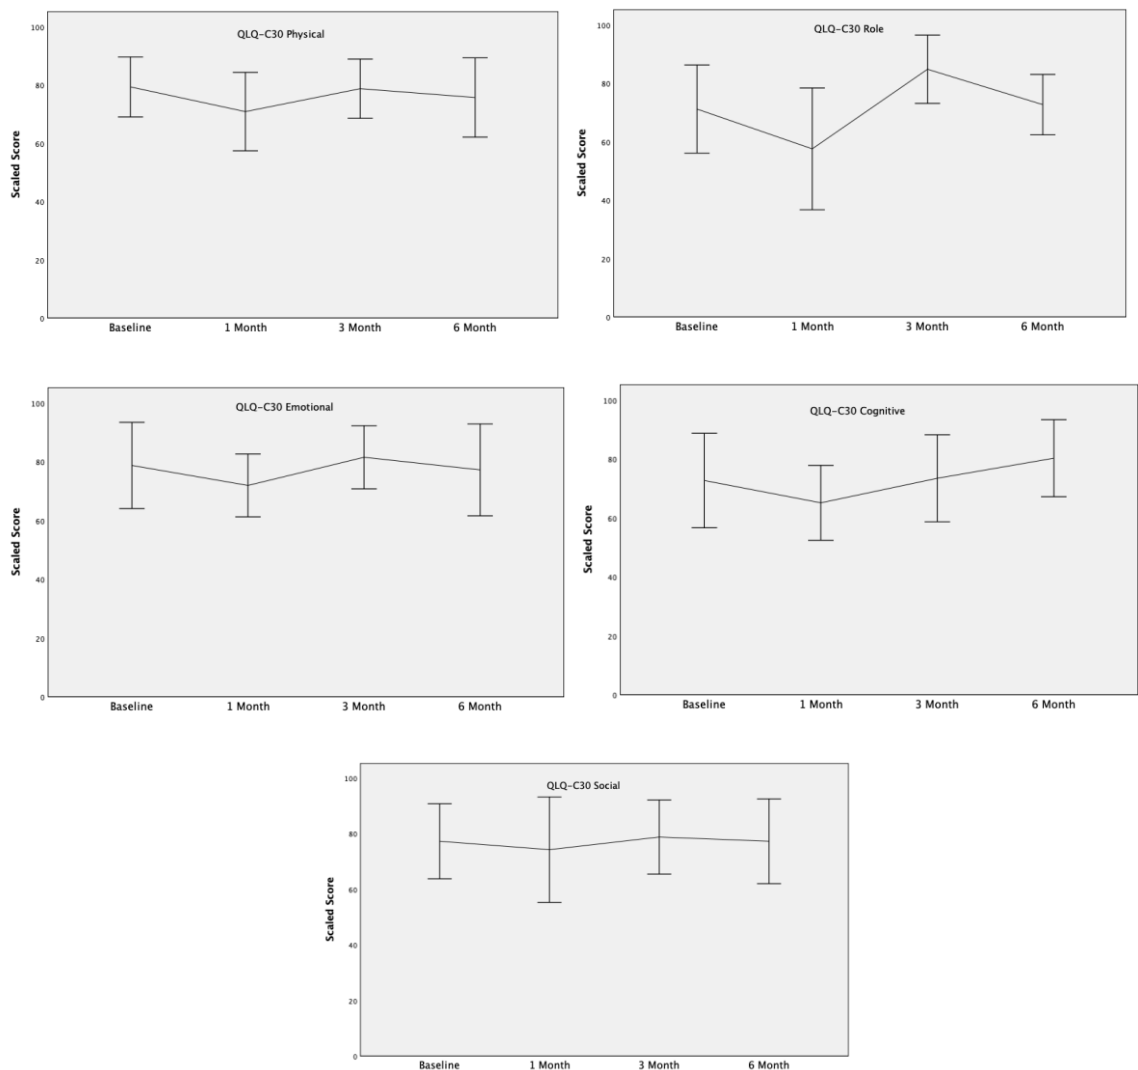 QLQ-C30 Physical
Scaled Score
100
80
60
40
20
0
Baseline 1 Month 3 Month 6 Month
QLQ-C30 Role
Scaled Score
100
80
60
40
20
0
Baseline 1 Month 3 Month 6 Month
QLQ-C30 Emotional
Scaled Score
100
80
60
40
20
0
Baseline 1 Month 3 Month 6 Month
QLQ-C30 Cognitive
Scaled Score
100
80
60
40
20
0
Baseline 1 Month 3 Month 6 Month
QLQ-C30 Social
Scaled Score
100
80
60
40
20
0
Baseline 1 Month 3 Month 6 Month